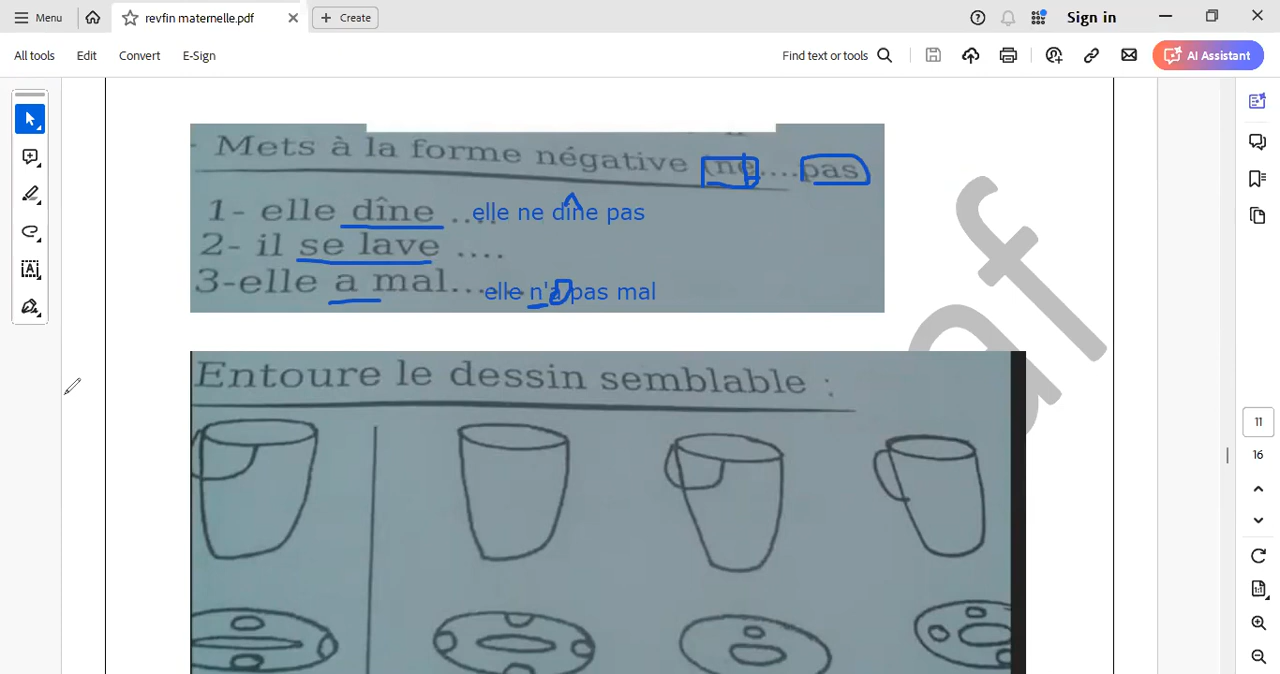 Menu
revfin maternelle.pdf
Create
Sign in
All tools
Edit
Convert
E-Sign
Find text or tools
AI Assistant
Mets à la forme négative (ne....pas
1- elle dîne .... elle ne dîne pas
2- il se lave ....
3-elle a mal... elle n'a pas mal
Entoure le dessin semblable :
af
11
16